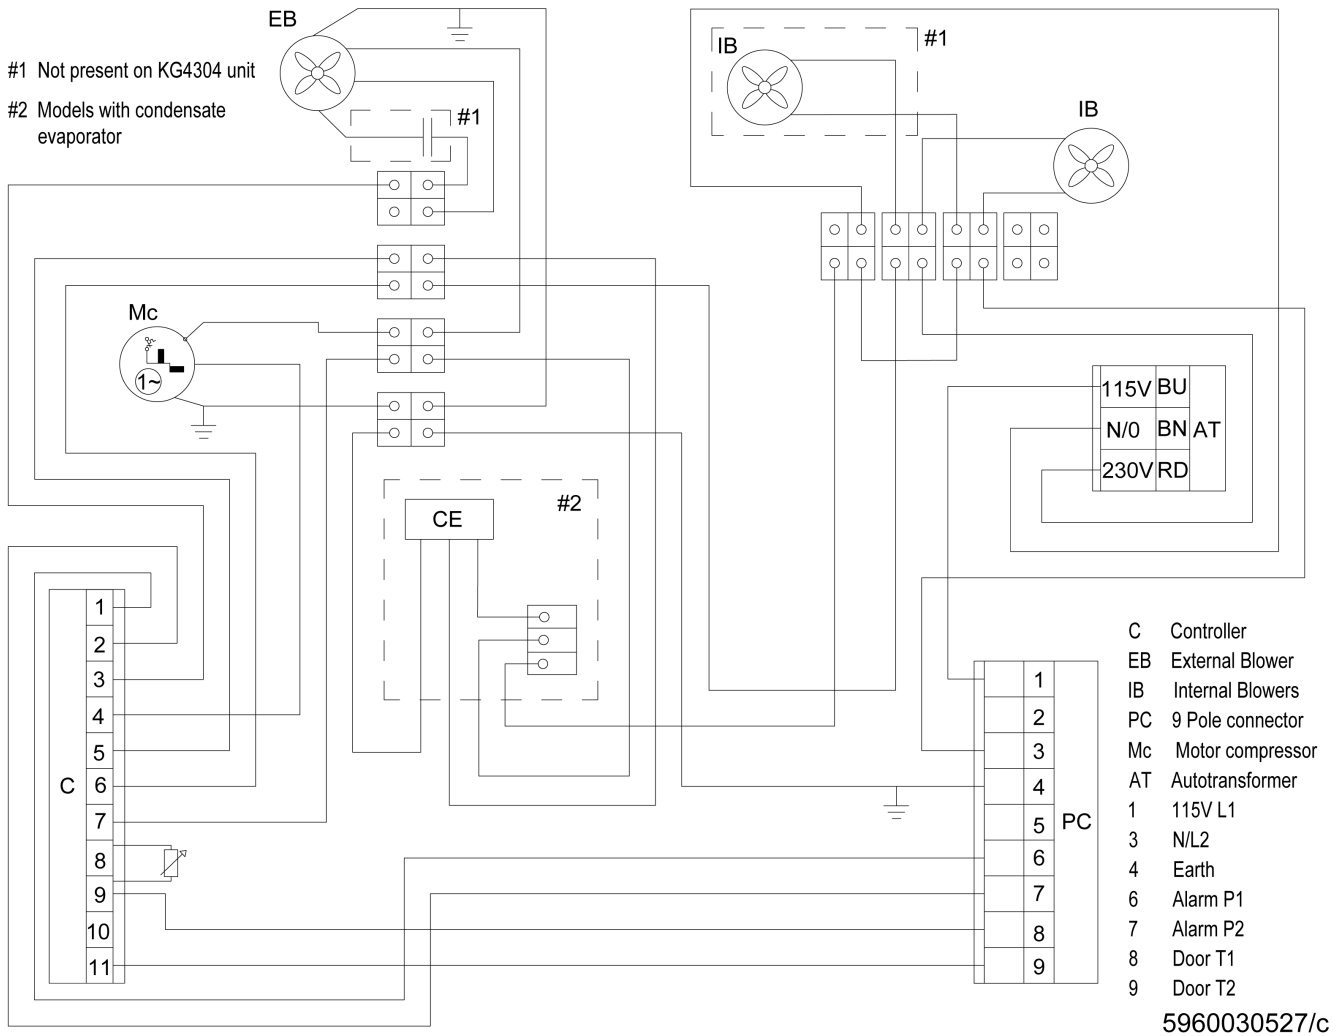 EB
#1 Not present on KG4304 unit
#2 Models with condensate
evaporator
#1
IB
#1
IB
Mc
1~
115V BU
N/0 BN AT
230V RD
#2
CE
C
1
2
3
4
5
6
7
8
9
10
11
1
2
3
4
5
6
7
8
9
PC
C Controller
EB External Blower
IB Internal Blowers
PC 9 Pole connector
Mc Motor compressor
AT Autotransformer
1 115V L1
3 N/L2
4 Earth
6 Alarm P1
7 Alarm P2
8 Door T1
9 Door T2
5960030527/c